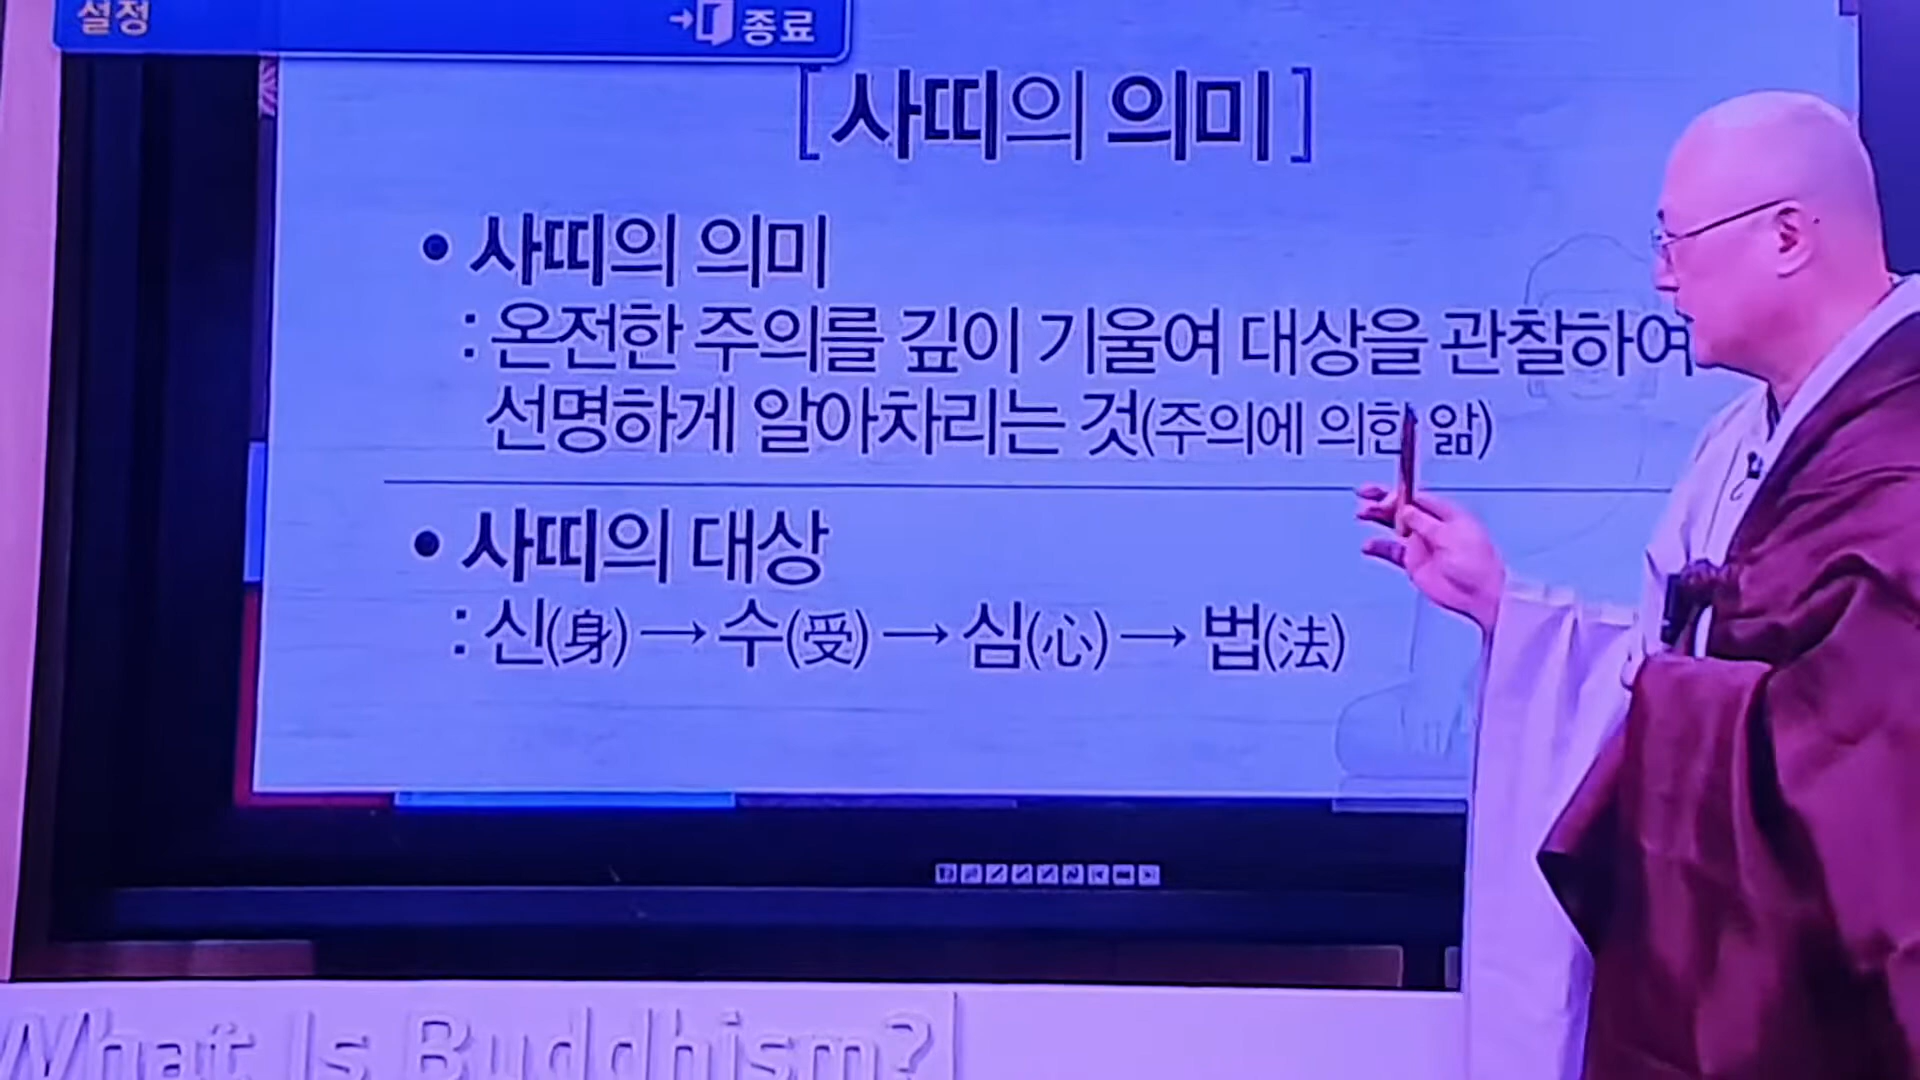 설정
종료
[사띠의 의미]
• 사띠의 의미
: 온전한 주의를 깊이 기울여 대상을 관찰하여
선명하게 알아차리는 것(주의에 의한 앎)
• 사띠의 대상
: 신(身)→수(受)→심(心)→법(法)
What Is Buddhism?